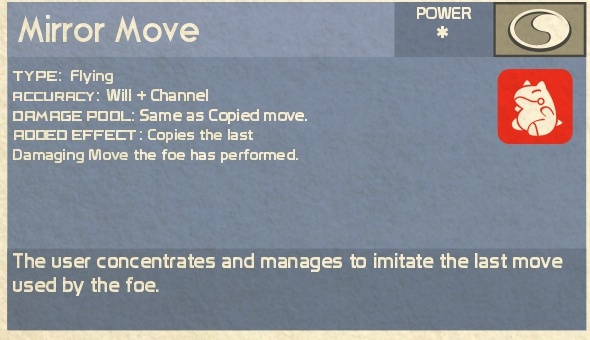 Mirror Move
POWER
*
TYPE: Flying
ACCURACY: Will + Channel
DAMAGE POOL: Same as Copied move.
ADDED EFFECT: Copies the last
Damaging Move the foe has performed.
The user concentrates and manages to imitate the last move
used by the foe.